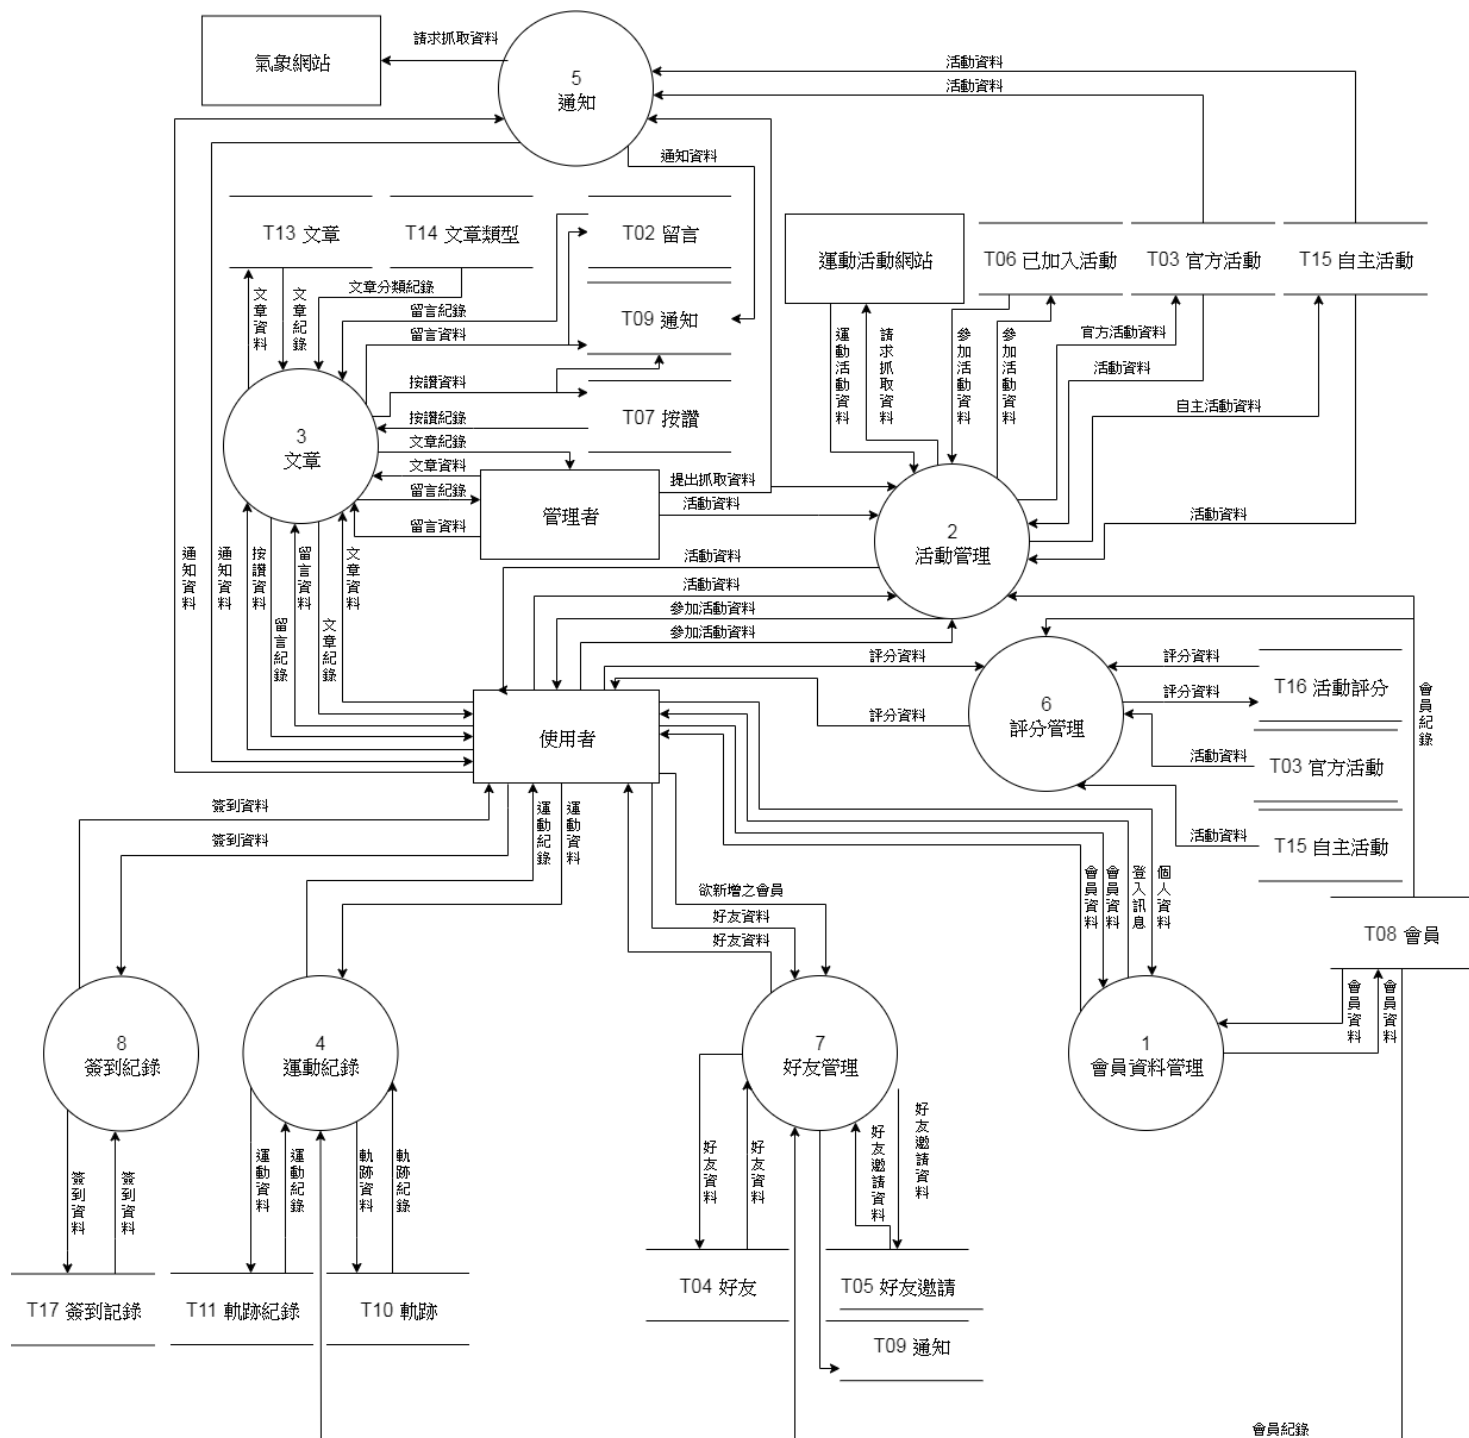 請求抓取資料
氣象網站
5
通知
活動資料
活動資料
通知資料
T13 文章
T14 文章類型
T02 留言
T09 通知
T07 按讚
運動活動網站
T06 已加入活動
T03 官方活動
T15 自主活動
文章資料
文章紀錄
文章分類紀錄
留言紀錄
留言資料
按讚資料
按讚紀錄
文章紀錄
文章資料
留言紀錄
留言資料
3
文章
管理者
提出抓取資料
活動資料
運動活動資料
請求抓取資料
參加活動資料
參加活動資料
官方活動資料
活動資料
自主活動資料
活動資料
2
活動管理
通知資料
通知資料
按讚資料
留言紀錄
留言資料
文章紀錄
文章資料
活動資料
活動資料
參加活動資料
參加活動資料
評分資料
評分資料
6
評分管理
評分資料
評分資料
活動資料
活動資料
T16 活動評分
T03 官方活動
T15 自主活動
會員紀錄
使用者
簽到資料
簽到資料
運動紀錄
運動資料
欲新增之會員
好友資料
好友資料
會員資料
會員資料
登入訊息
個人資料
T08 會員
會員資料
會員資料
8
簽到紀錄
4
運動紀錄
7
好友管理
1
會員資料管理
簽到資料
簽到資料
運動資料
運動紀錄
軌跡資料
軌跡紀錄
好友資料
好友資料
好友邀請資料
好友邀請資料
T17 簽到記錄
T11 軌跡紀錄
T10 軌跡
T04 好友
T05 好友邀請
T09 通知
會員紀錄